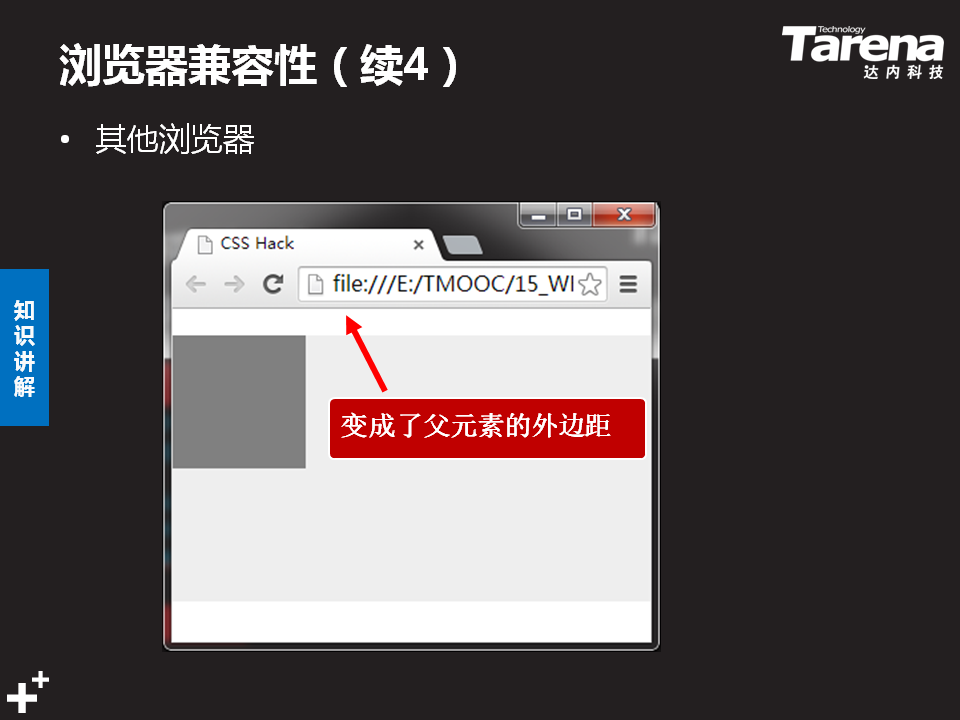 浏览器兼容性（续4）
Technology
Tarena
达内科技
• 其他浏览器
CSS Hack
file:///E:/TMOOC/15_WI
知识讲解
变成了父元素的外边距